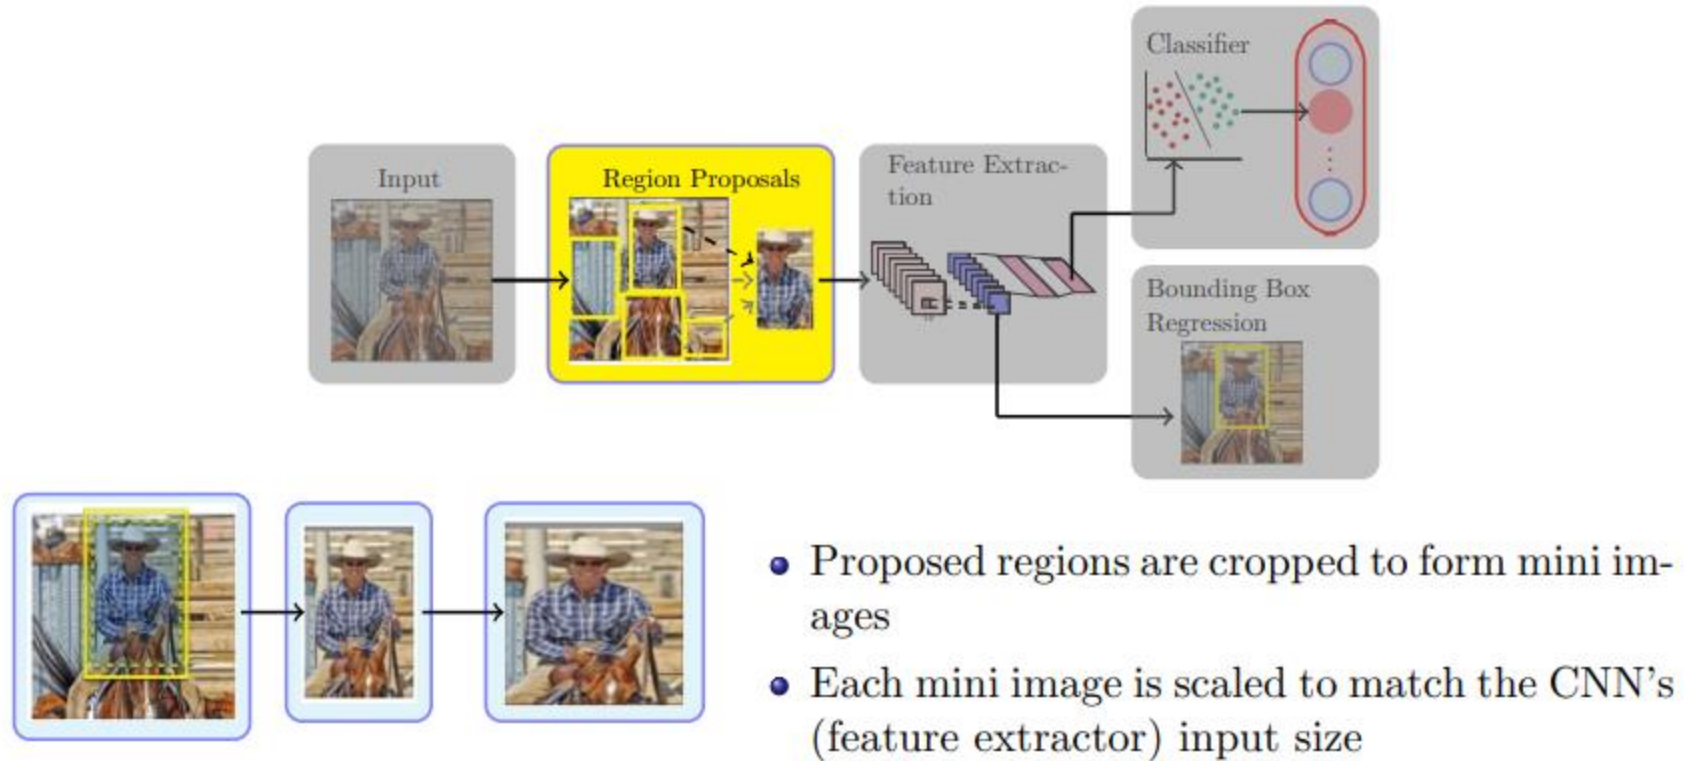 Input
Region Proposals
Feature Extrac-
tion
Classifier
Bounding Box
Regression
Proposed regions are cropped to form mini im-
ages
Each mini image is scaled to match the CNN's
(feature extractor) input size